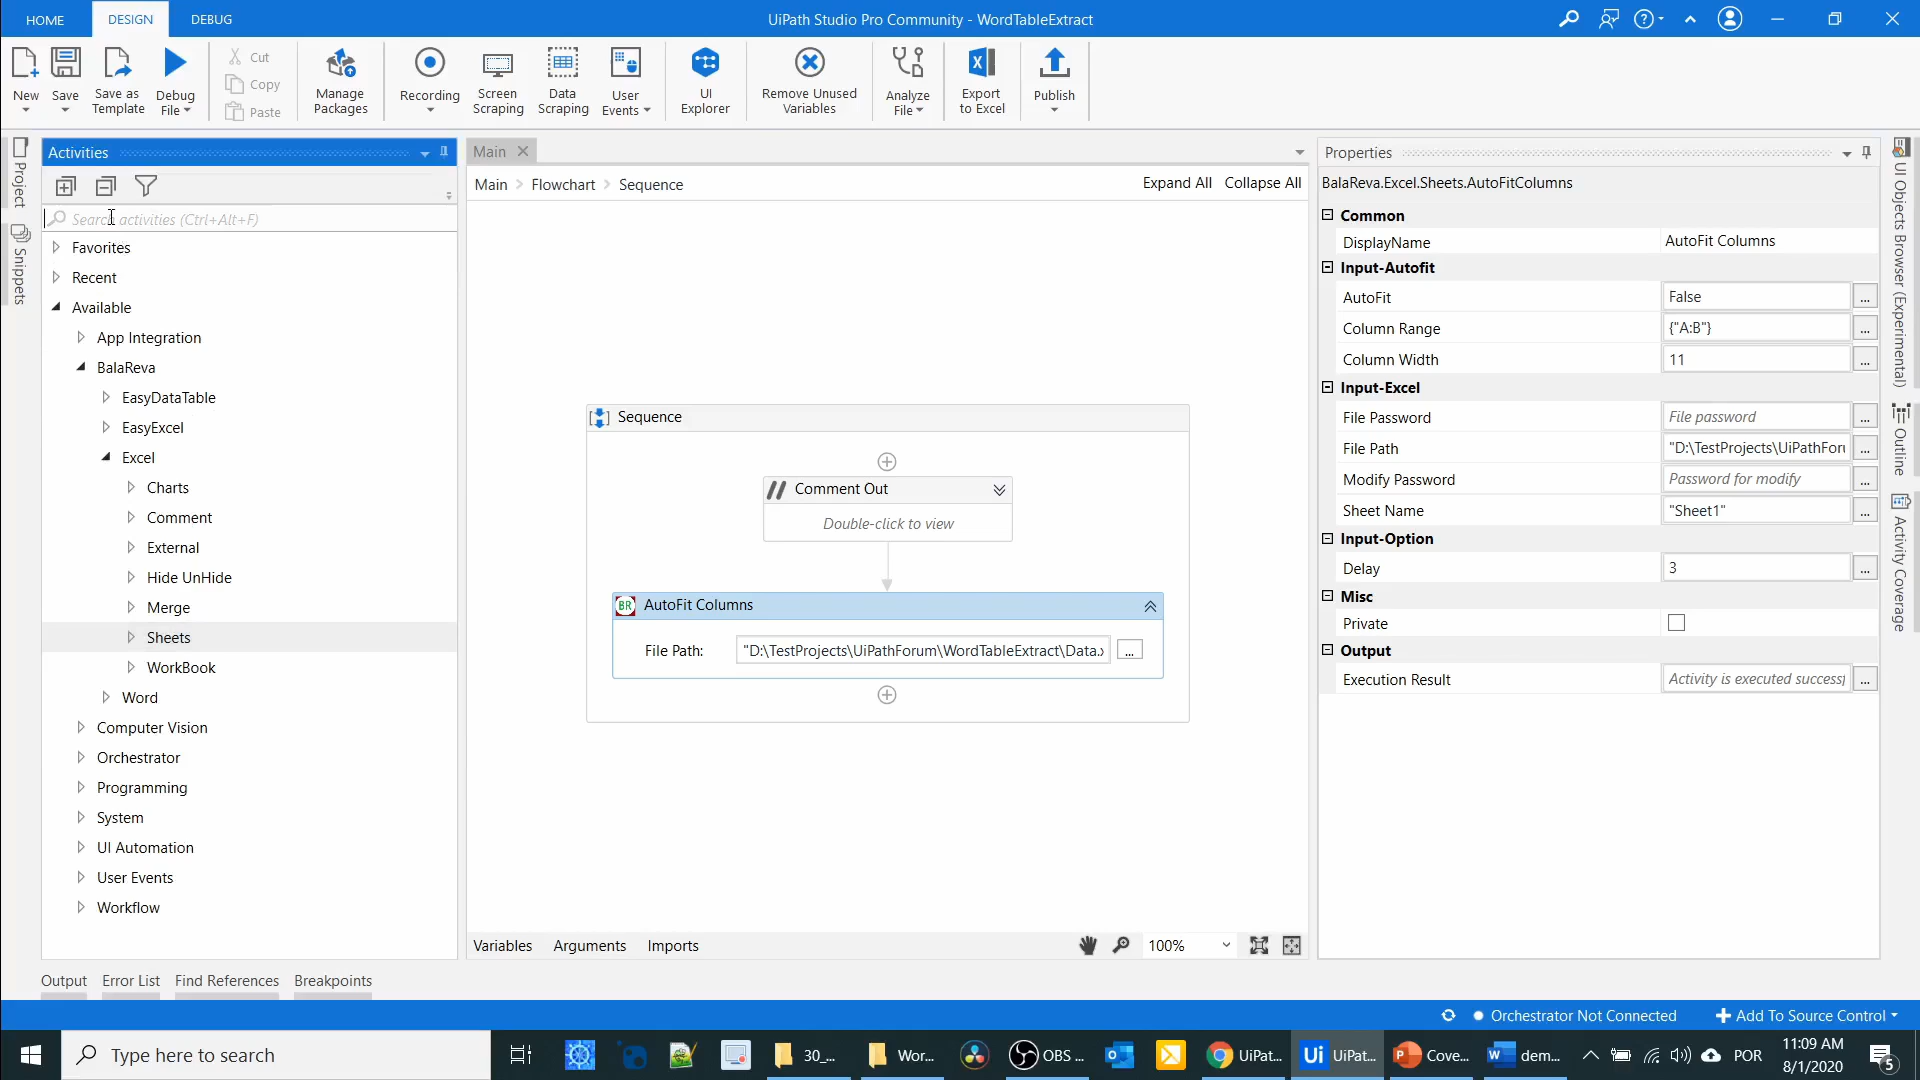 HOME
DESIGN
DEBUG
UiPath Studio Pro Community - WordTableExtract
New
Save
Save as
Template
Debug
File
Cut
Copy
Paste
Manage
Packages
Recording
Screen
Scraping
Data
Scraping
User
Events
UI
Explorer
Remove Unused
Variables
Analyze
File
Export
to Excel
Publish
Project
Snippets
Activities
Search activities (Ctrl+Alt+F)
Favorites
Recent
Available
App Integration
BalaReva
EasyDataTable
EasyExcel
Excel
Charts
Comment
External
Hide UnHide
Merge
Sheets
WorkBook
Word
Computer Vision
Orchestrator
Programming
System
UI Automation
User Events
Workflow
Main
Main > Flowchart > Sequence
Expand All
Collapse All
Sequence
Comment Out
Double-click to view
BR AutoFit Columns
File Path: "D:\TestProjects\UiPathForum\WordTableExtract\Data.x
...
Variables
Arguments
Imports
100%
Properties
BalaReva.Excel.Sheets.AutoFitColumns
Common
DisplayName AutoFit Columns
Input-Autofit
AutoFit False ...
Column Range {"A:B"} ...
Column Width 11 ...
Input-Excel
File Password File password ...
File Path "D:\TestProjects\UiPathForu ...
Modify Password Password for modify ...
Sheet Name "Sheet1" ...
Input-Option
Delay 3 ...
Misc
Private
Output
Execution Result Activity is executed success ...
UI Objects Browser (Experimental)
Outline
Activity Coverage
Output
Error List
Find References
Breakpoints
Orchestrator Not Connected
Add To Source Control
Type here to search
30_...
Wor...
OBS ...
UiPat...
Ui UiPat...
Cove...
dem...
POR
11:09 AM
8/1/2020
5